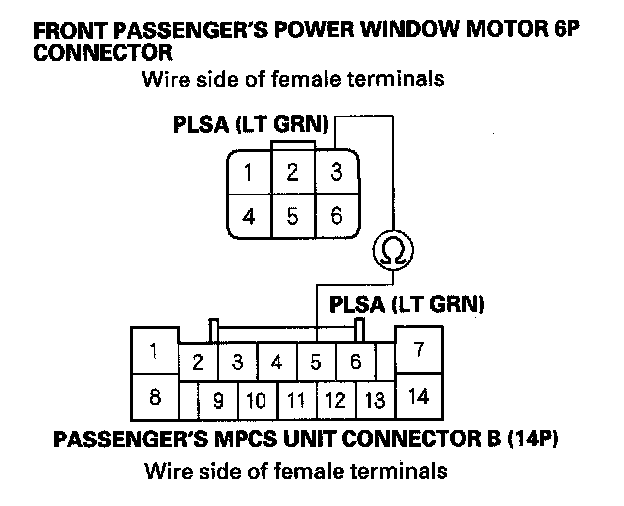 FRONT PASSENGER'S POWER WINDOW MOTOR 6P
CONNECTOR
Wire side of female terminals
PLSA (LT GRN)
1 2 3
4 5 6
Ω
PLSA (LT GRN)
1 2 3 4 5 6 7
8 9 10 11 12 13 14
PASSENGER'S MPCS UNIT CONNECTOR B (14P)
Wire side of female terminals